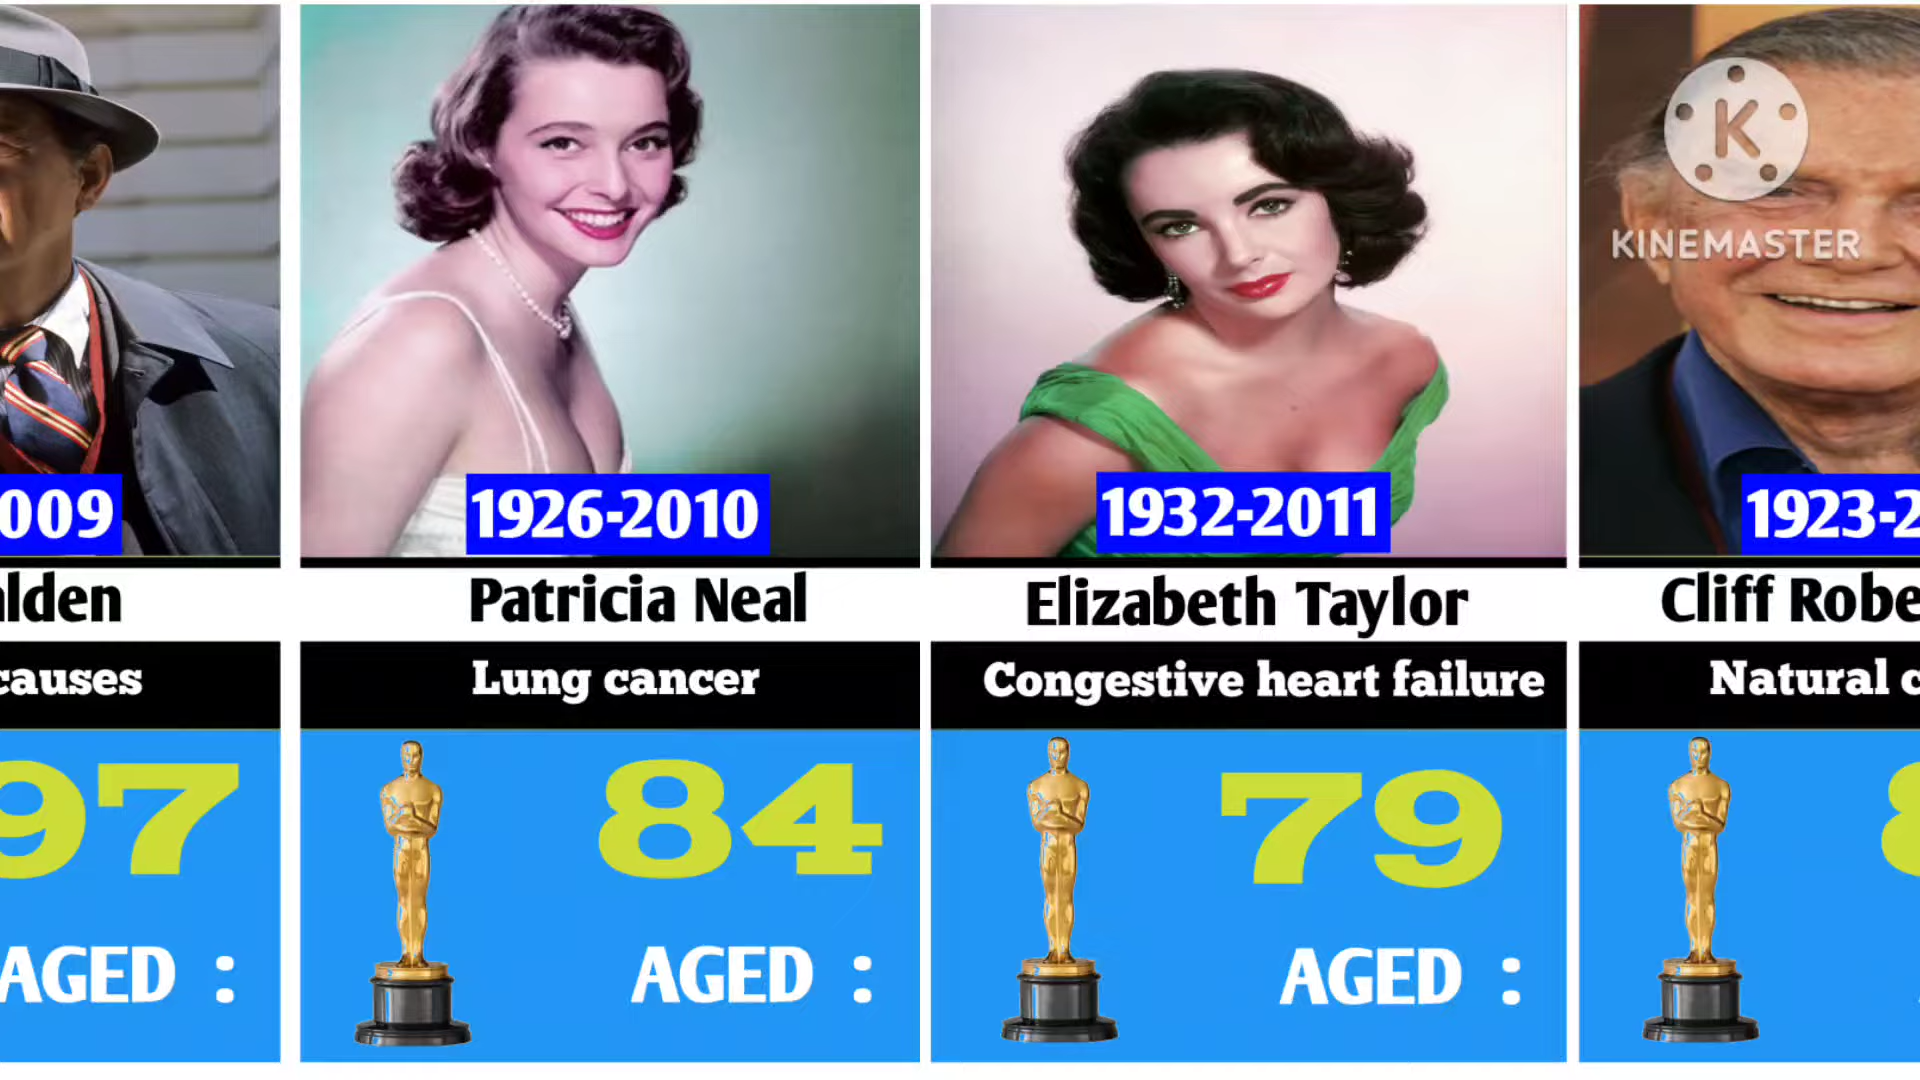 K
KINEMASTER
009
1926-2010
1932-2011
1923-2
lden
Patricia Neal
Elizabeth Taylor
Cliff Robe
causes
Lung cancer
Congestive heart failure
Natural c
97
84
79
8
AGED :
AGED :
AGED :